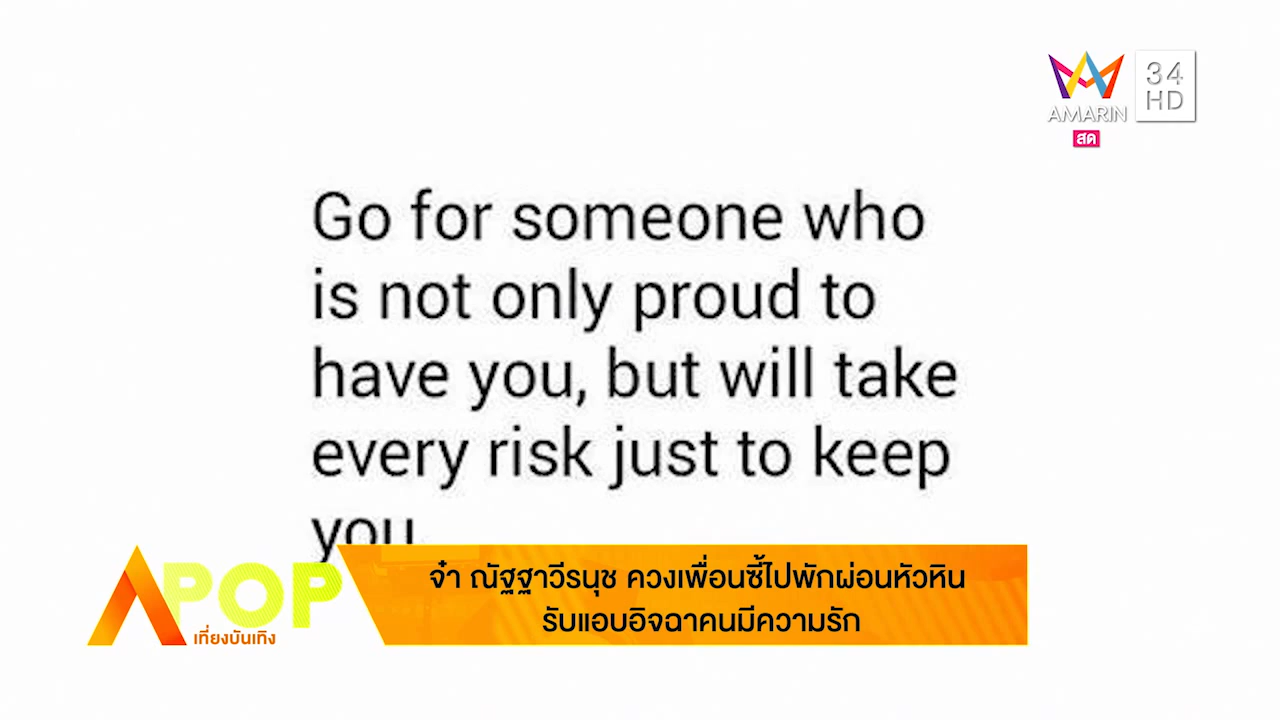 34
HD
AMARIN
สด
Go for someone who
is not only proud to
have you, but will take
every risk just to keep
you.
APOP
เที่ยงบันเทิง
จ๋า ณัฐฐาวีรนุช ควงเพื่อนซี้ไปพักผ่อนหัวหิน
รับแอบอิจฉาคนมีความรัก